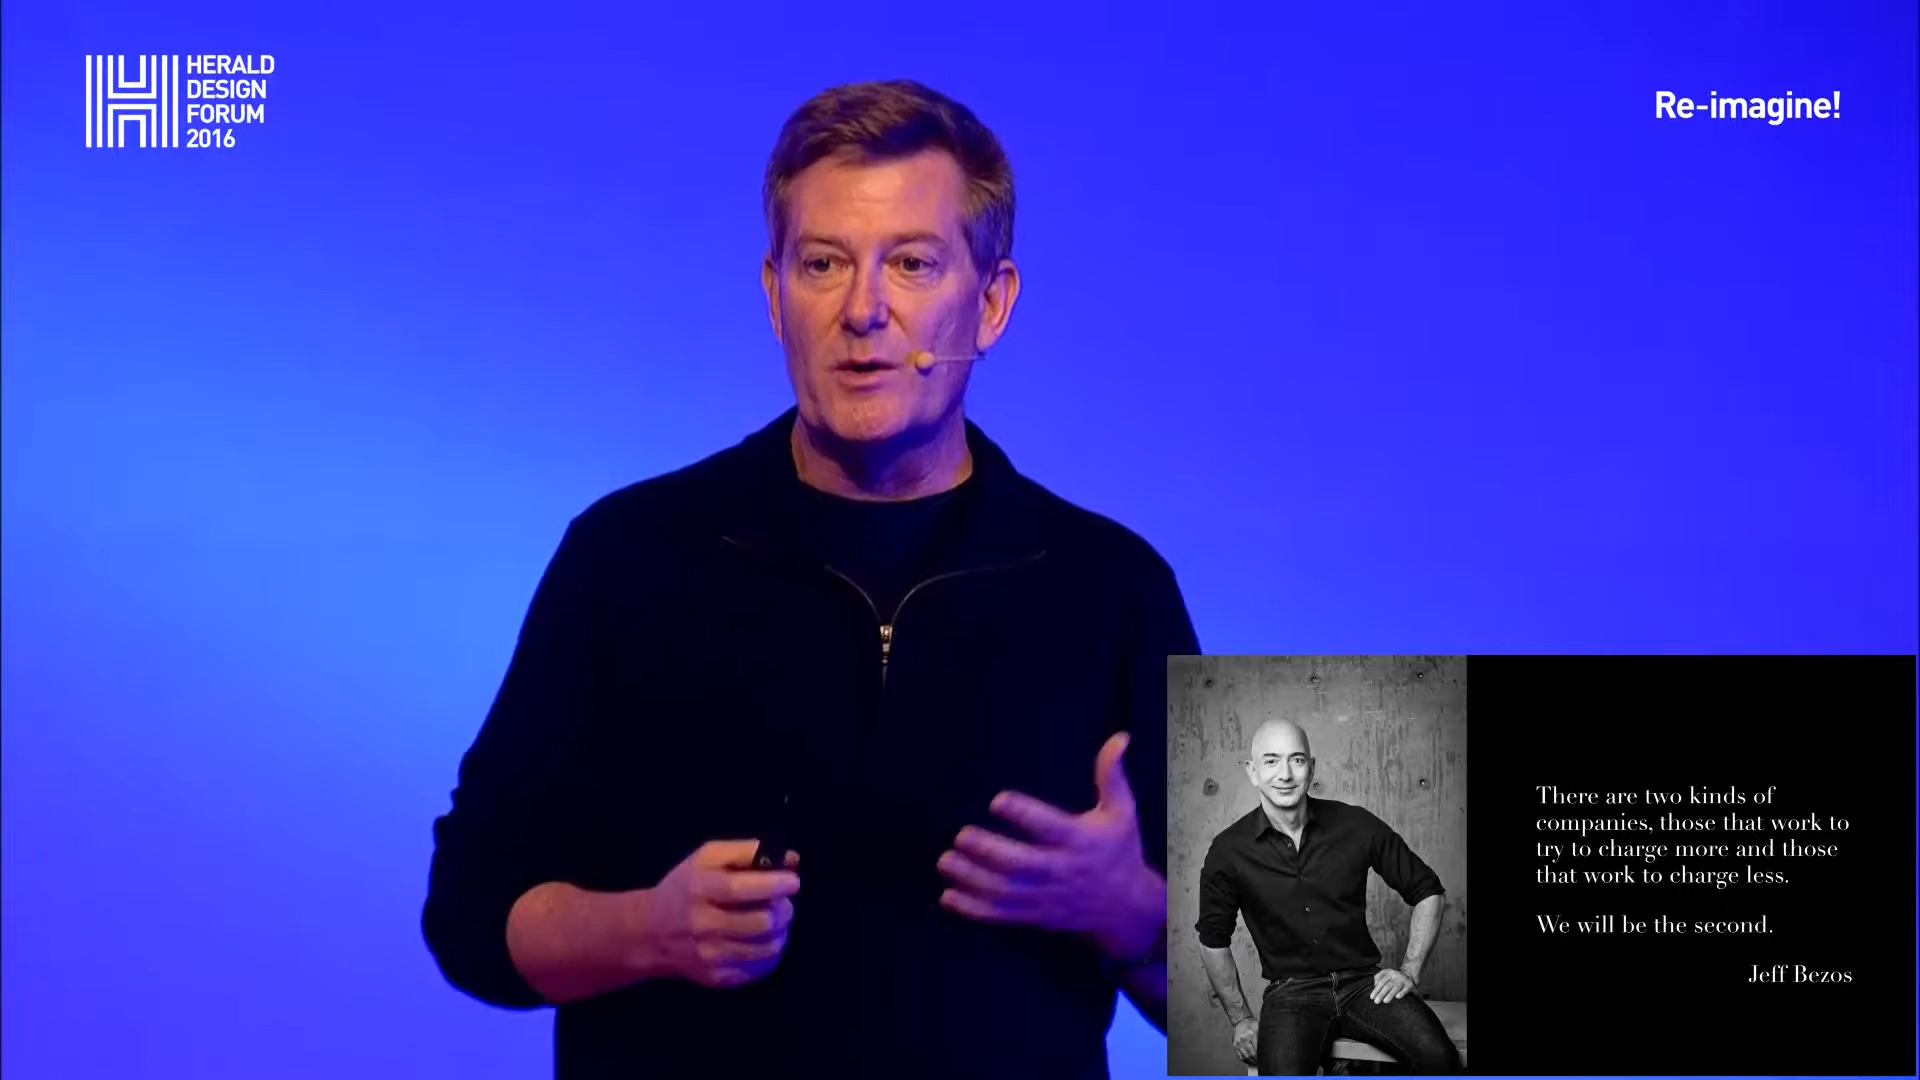 HERALD
DESIGN
FORUM
2016
Re-imagine!
There are two kinds of
companies, those that work to
try to charge more and those
that work to charge less.
We will be the second.
Jeff Bezos